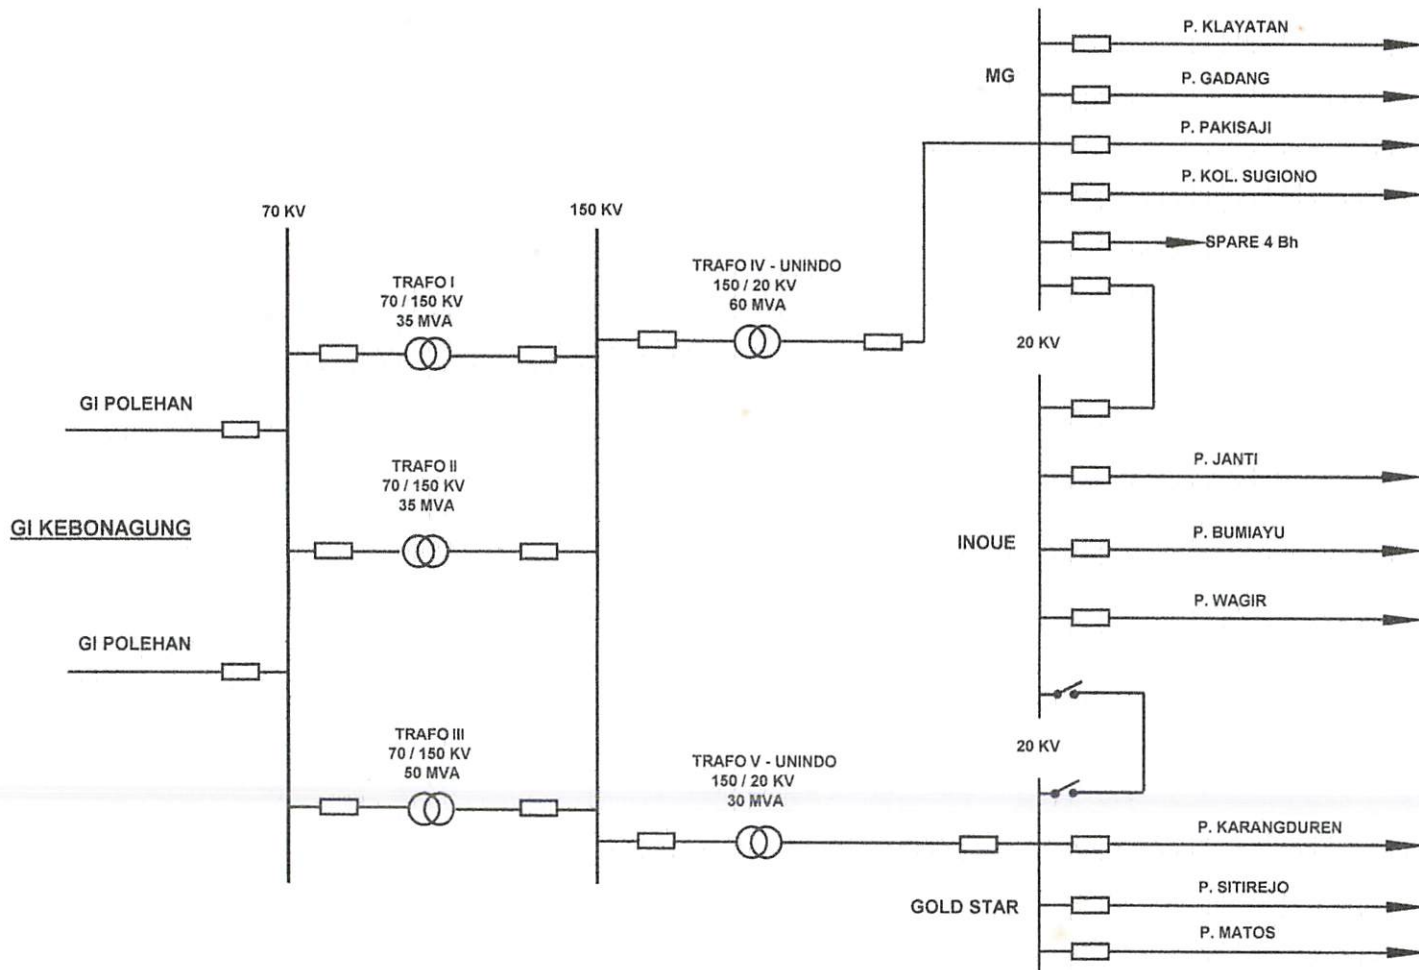 P. KLAYATAN
MG
P. GADANG
P. PAKISAJI
P. KOL. SUGIONO
70 KV
150 KV
SPARE 4 Bh
TRAFO IV - UNINDO
150 / 20 KV
60 MVA
TRAFO I
70 / 150 KV
35 MVA
20 KV
GI POLEHAN
P. JANTI
TRAFO II
70 / 150 KV
35 MVA
GI KEBONAGUNG
INOUE
P. BUMIAYU
P. WAGIR
GI POLEHAN
TRAFO III
70 / 150 KV
50 MVA
20 KV
TRAFO V - UNINDO
150 / 20 KV
30 MVA
P. KARANGDUREN
P. SITIREJO
GOLD STAR
P. MATOS